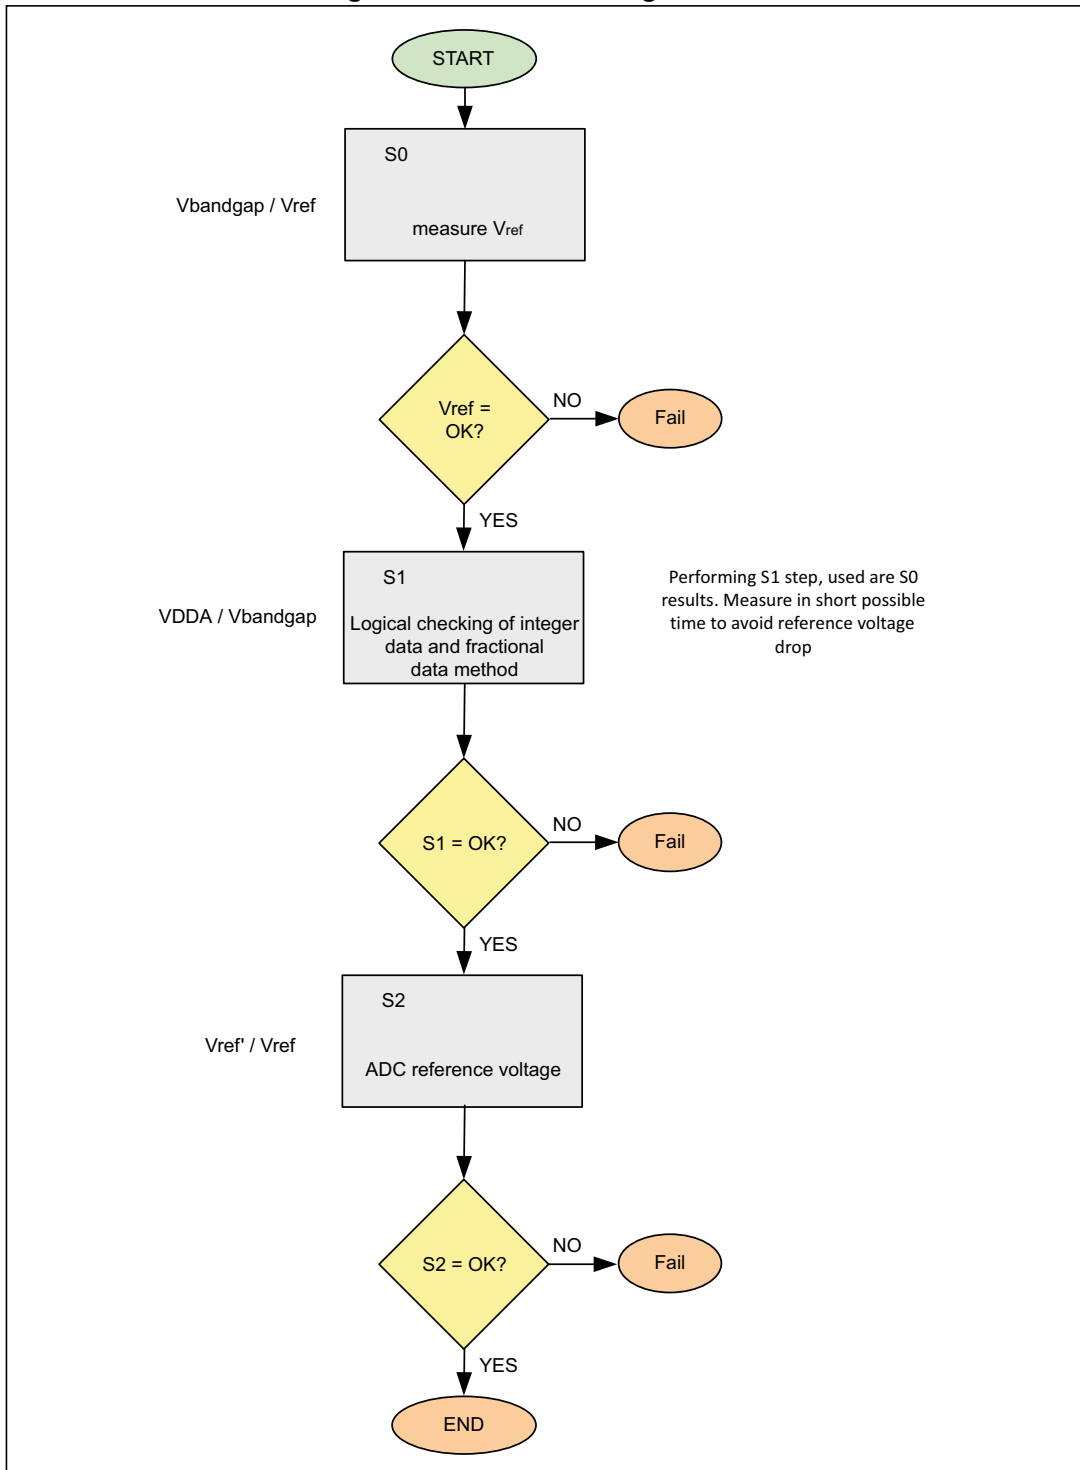 START
S0
Vbandgap / Vref
measure Vref
Vref =
OK?
NO
Fail
YES
S1
VDDA / Vbandgap
Logical checking of integer
data and fractional
data method
Performing S1 step, used are S0
results. Measure in short possible
time to avoid reference voltage
drop
S1 = OK?
NO
Fail
YES
S2
Vref' / Vref
ADC reference voltage
S2 = OK?
NO
Fail
YES
END